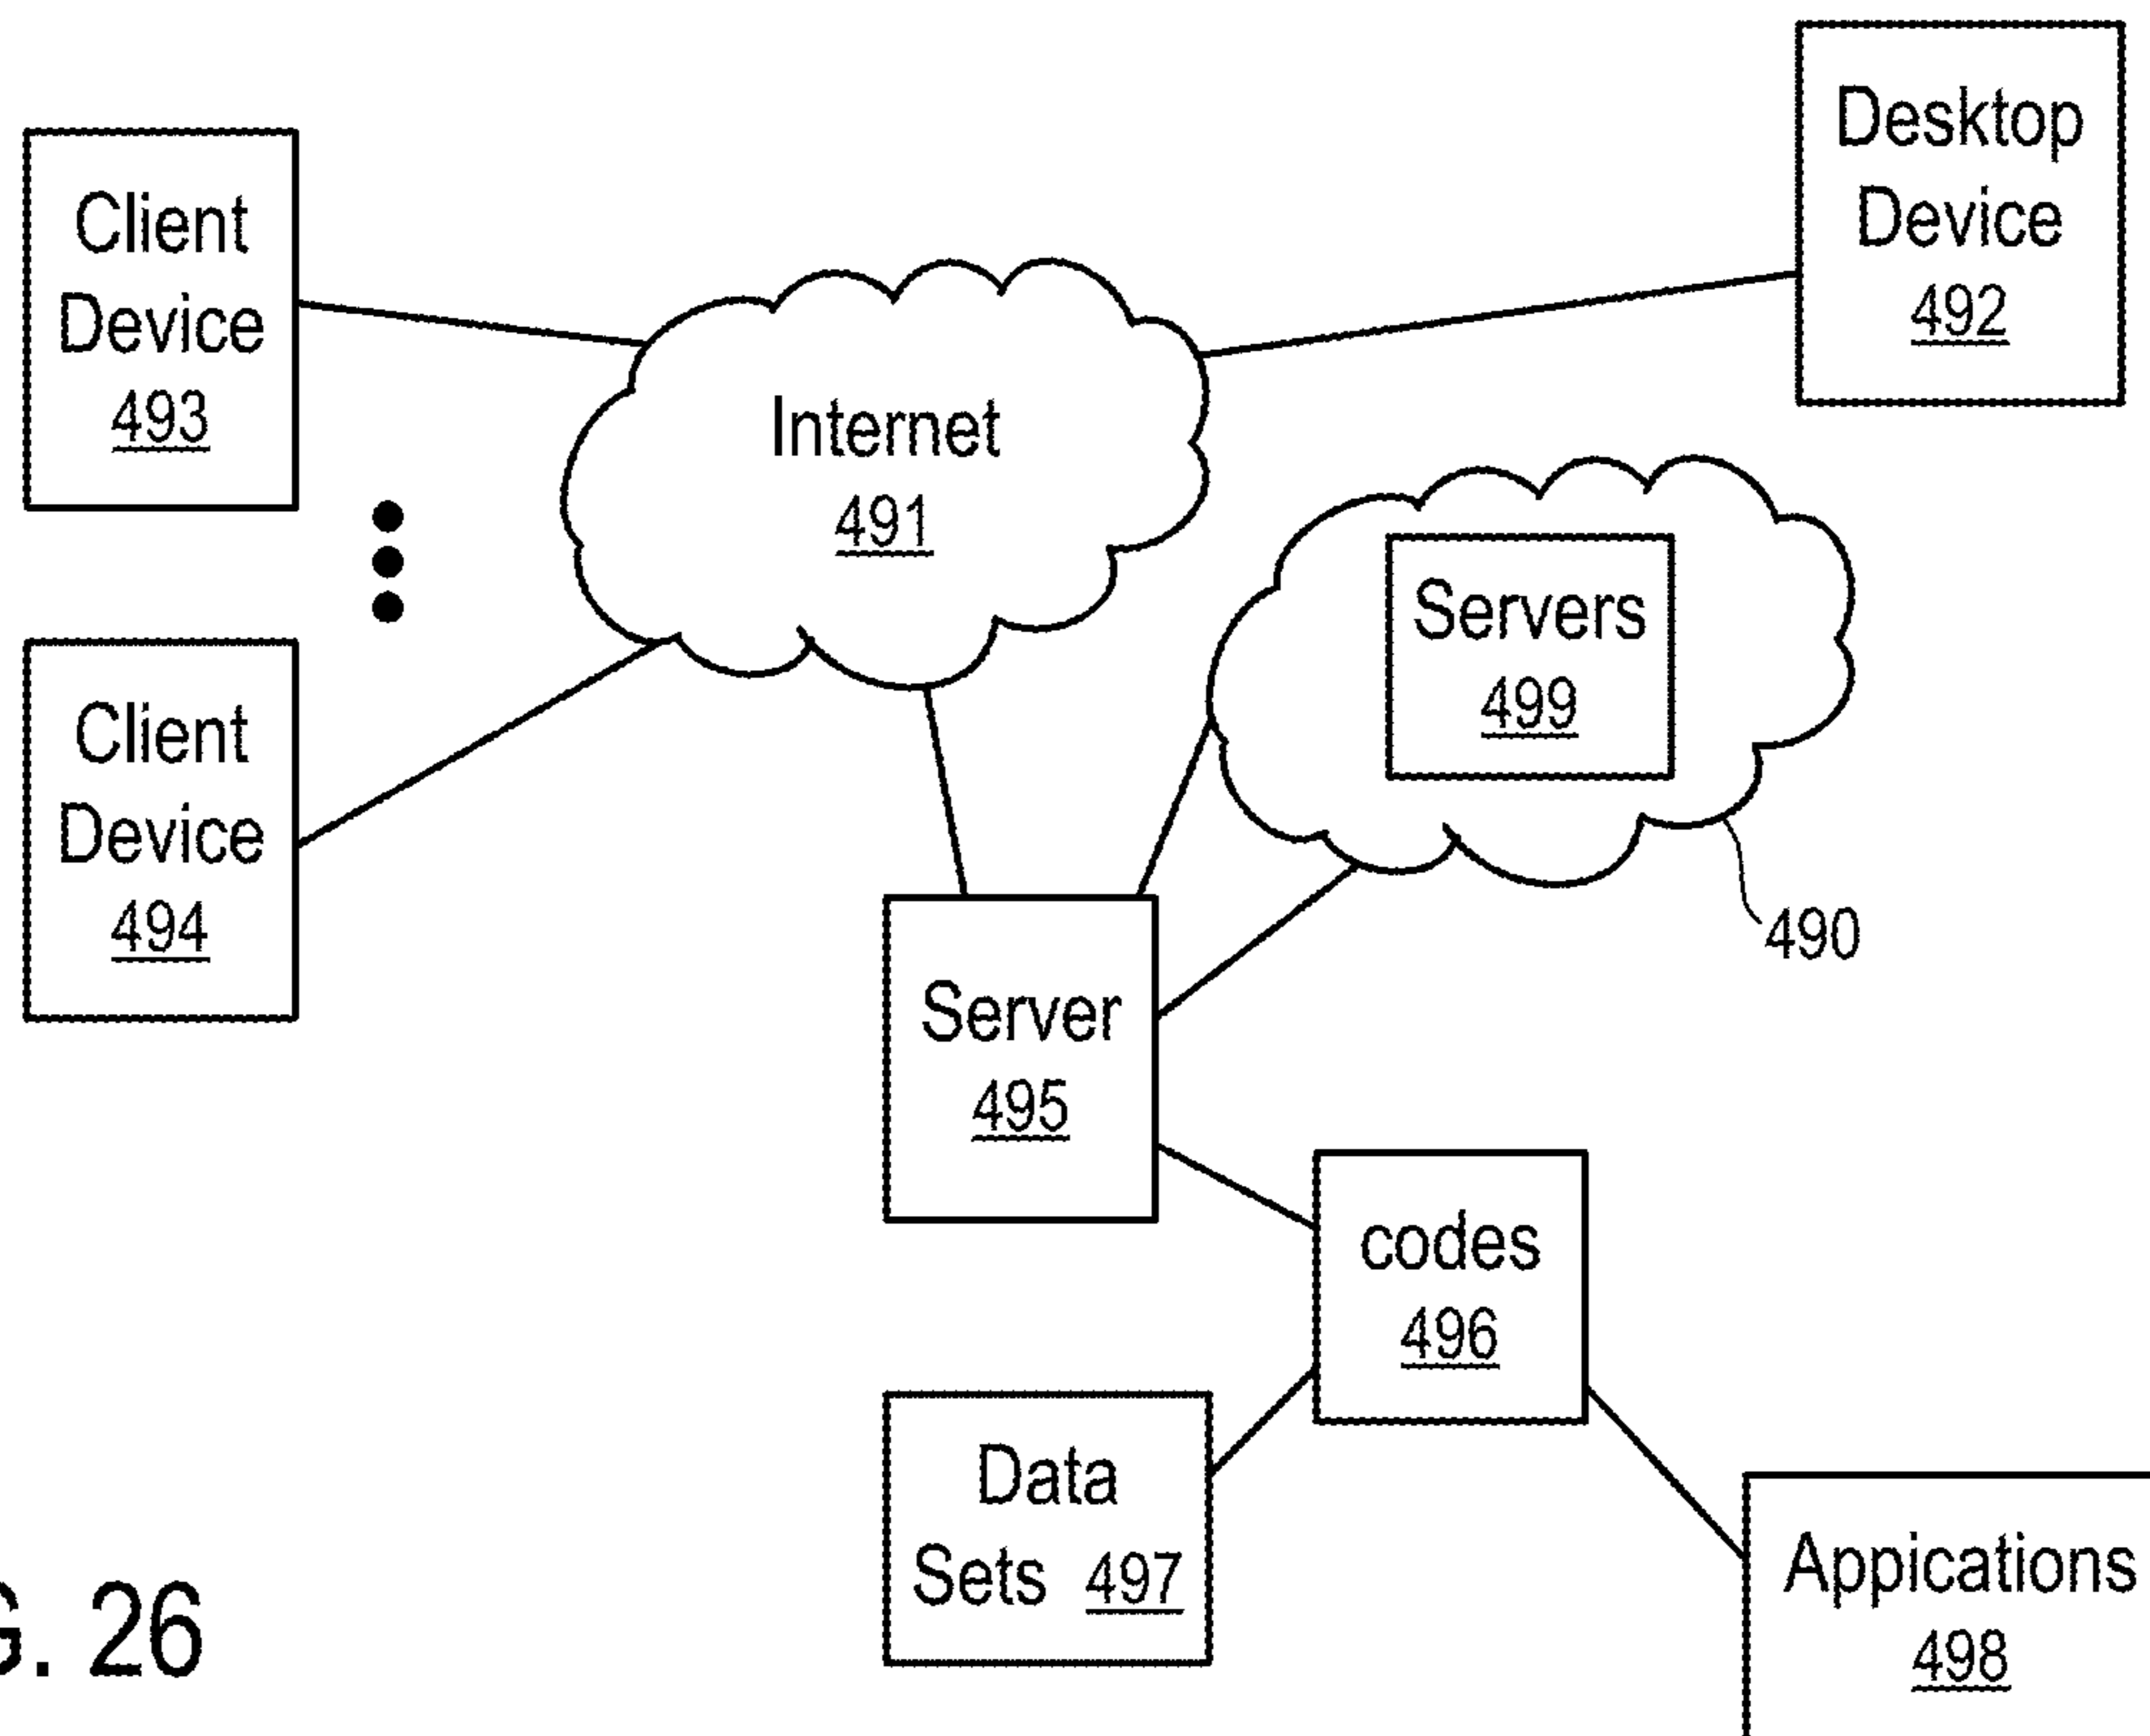 Desktop
Device
492
Client
Device
493
Internet
491
Servers
499
Client
Device
494
490
Server
495
codes
496
Data
Sets 497
Appications
498
G. 26